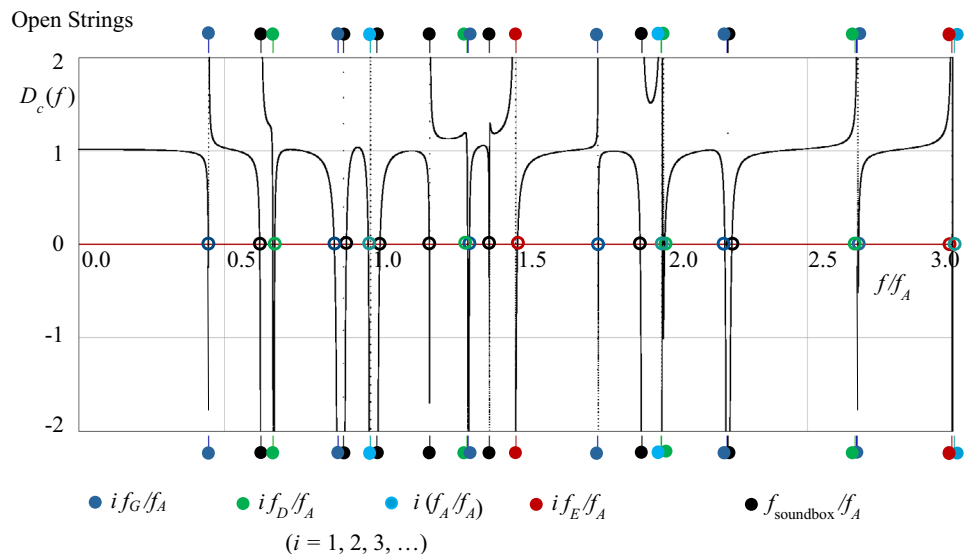 Open Strings
2
D_c(f)
1
0
0.0 0.5 1.0 1.5 2.0 2.5 3.0
f/f_A
-1
-2
i f_G/f_A i f_D/f_A i (f_A/f_A) i f_E/f_A f_soundbox/f_A
(i = 1, 2, 3, …)